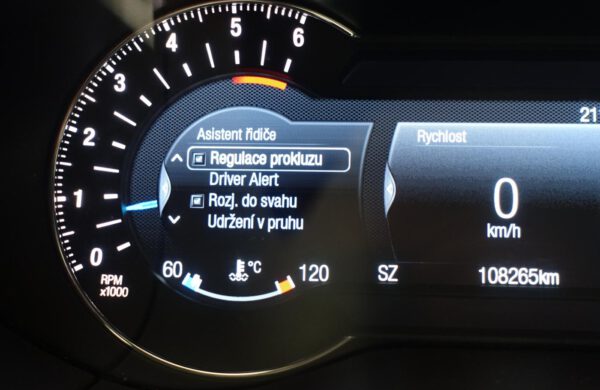 6
5
4
3
2
1
0
RPM
x1000
Asistent řidiče
Regulace prokluzu
Driver Alert
Rozj. do svahu
Udržení v pruhu
60 °C 120
21
Rychlost
0
km/h
SZ 108265km